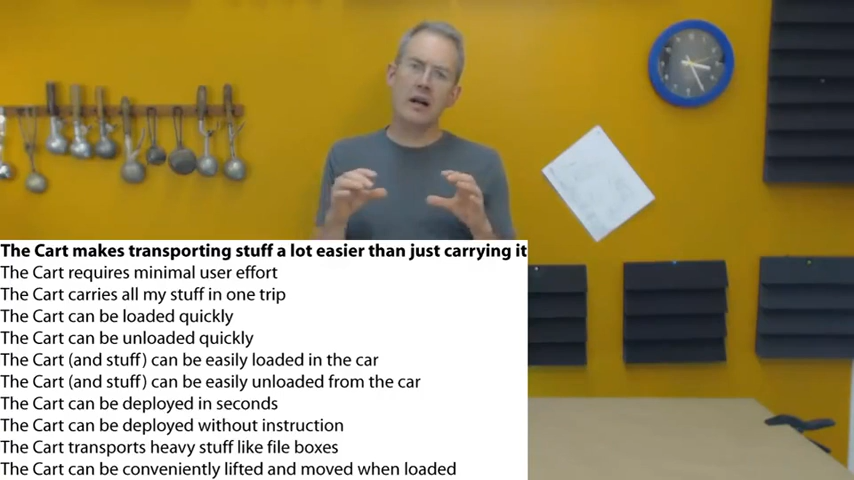 The Cart makes transporting stuff a lot easier than just carrying it
The Cart requires minimal user effort
The Cart carries all my stuff in one trip
The Cart can be loaded quickly
The Cart can be unloaded quickly
The Cart (and stuff) can be easily loaded in the car
The Cart (and stuff) can be easily unloaded from the car
The Cart can be deployed in seconds
The Cart can be deployed without instruction
The Cart transports heavy stuff like file boxes
The Cart can be conveniently lifted and moved when loaded